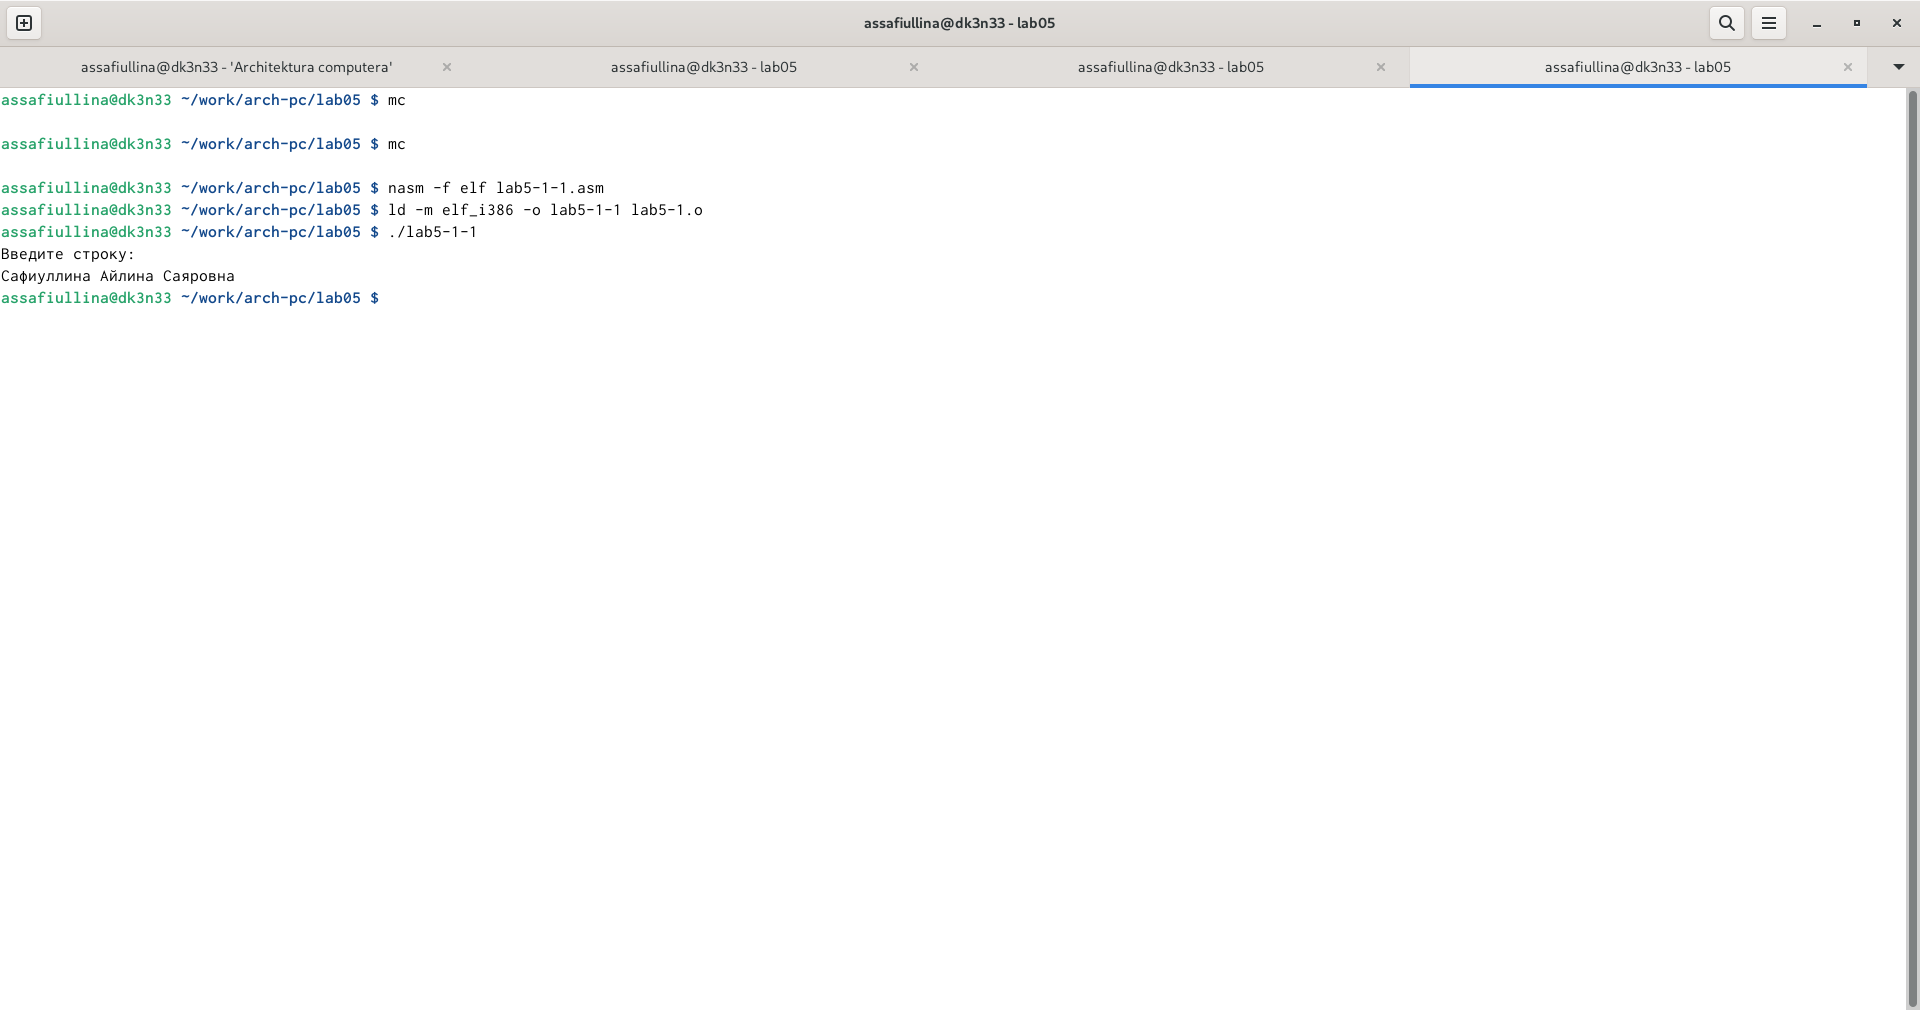 assafiullina@dk3n33 - lab05
assafiullina@dk3n33 - 'Architektura computera'
assafiullina@dk3n33 - lab05
assafiullina@dk3n33 - lab05
assafiullina@dk3n33 - lab05
assafiullina@dk3n33 ~/work/arch-pc/lab05 $ mc
assafiullina@dk3n33 ~/work/arch-pc/lab05 $ mc
assafiullina@dk3n33 ~/work/arch-pc/lab05 $ nasm -f elf lab5-1-1.asm
assafiullina@dk3n33 ~/work/arch-pc/lab05 $ ld -m elf_i386 -o lab5-1-1 lab5-1.o
assafiullina@dk3n33 ~/work/arch-pc/lab05 $ ./lab5-1-1
Введите строку:
Сафиуллина Айлина Саяровна
assafiullina@dk3n33 ~/work/arch-pc/lab05 $